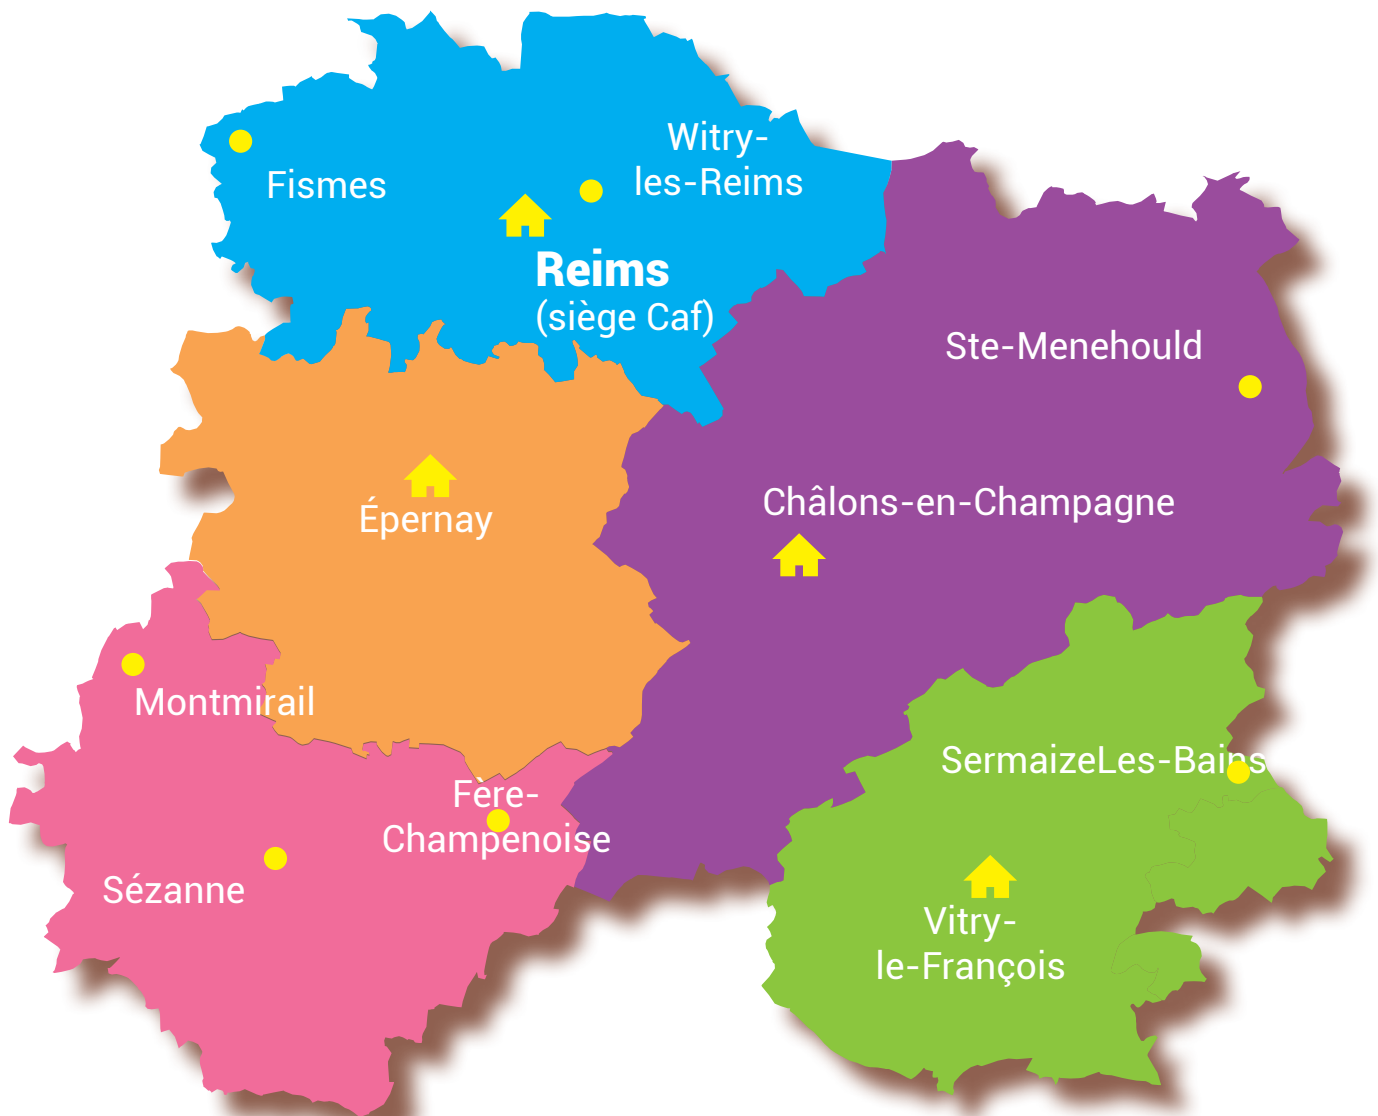 Witry-
les-Reims
Fismes
Reims
(siège Caf)
Ste-Menehould
Châlons-en-Champagne
Épernay
Montmirail
SermaizeLes-Bains
Fère-
Champenoise
Sézanne
Vitry-
le-François